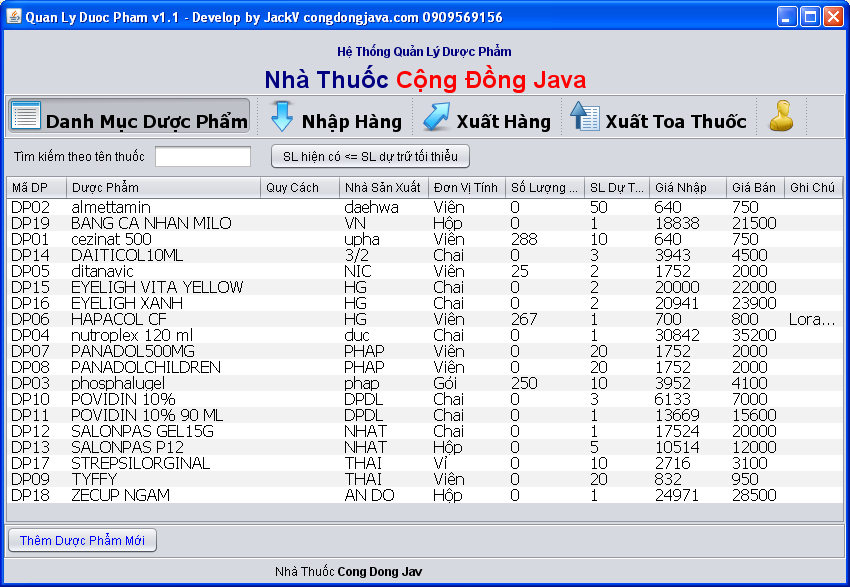 Quan Ly Duoc Pham v1.1 - Develop by JackV congdongjava.com 0909569156
Hệ Thống Quản Lý Dược Phẩm
Nhà Thuốc Cộng Đồng Java
Danh Mục Dược Phẩm Nhập Hàng Xuất Hàng Xuất Toa Thuốc
Tìm kiếm theo tên thuốc SL hiện có <= SL dự trữ tối thiểu
Mã DP Dược Phẩm Quy Cách Nhà Sản Xuất Đơn Vị Tính Số Lượng ... SL Dự T... Giá Nhập Giá Bán Ghi Chú
DP02 almettamin daehwa Viên 0 50 640 750
DP19 BANG CA NHAN MILO VN Hộp 0 1 18838 21500
DP01 cezinat 500 upha Viên 288 10 640 750
DP14 DAITICOL10ML 3/2 Chai 0 3 3943 4500
DP05 ditanavic NIC Viên 25 2 1752 2000
DP15 EYELIGH VITA YELLOW HG Chai 0 2 20000 22000
DP16 EYELIGH XANH HG Chai 0 2 20941 23900
DP06 HAPACOL CF HG Viên 267 1 700 800 Lora...
DP04 nutroplex 120 ml duc Chai 0 1 30842 35200
DP07 PANADOL500MG PHAP Viên 0 20 1752 2000
DP08 PANADOLCHILDREN PHAP Viên 0 20 1752 2000
DP03 phosphalugel phap Gói 250 10 3952 4100
DP10 POVIDIN 10% DPDL Chai 0 3 6133 7000
DP11 POVIDIN 10% 90 ML DPDL Chai 0 1 13669 15600
DP12 SALONPAS GEL15G NHAT Chai 0 1 17524 20000
DP13 SALONPAS P12 NHAT Hộp 0 5 10514 12000
DP17 STREPSILORGINAL THAI Vỉ 0 10 2716 3100
DP09 TYFFY THAI Viên 0 20 832 950
DP18 ZECUP NGAM AN DO Hộp 0 1 24971 28500
Thêm Dược Phẩm Mới
Nhà Thuốc Cong Dong Jav